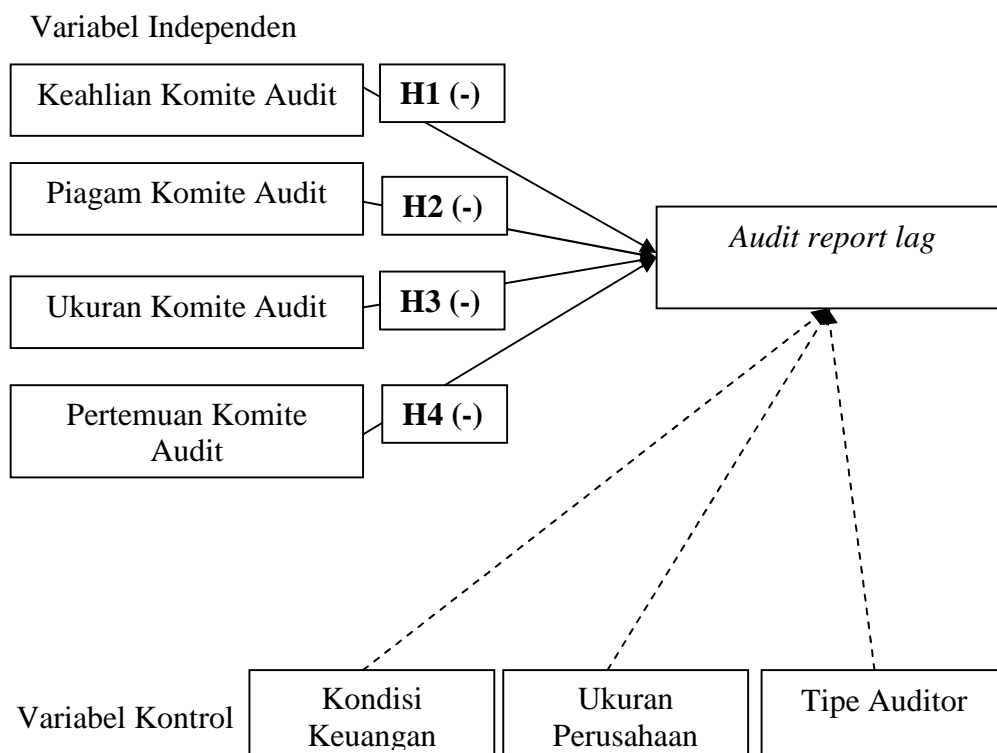 Variabel Independen
Keahlian Komite Audit
H1 (-)
Piagam Komite Audit
H2 (-)
Audit report lag
Ukuran Komite Audit
H3 (-)
Pertemuan Komite
Audit
H4 (-)
Variabel Kontrol
Kondisi
Keuangan
Ukuran
Perusahaan
Tipe Auditor